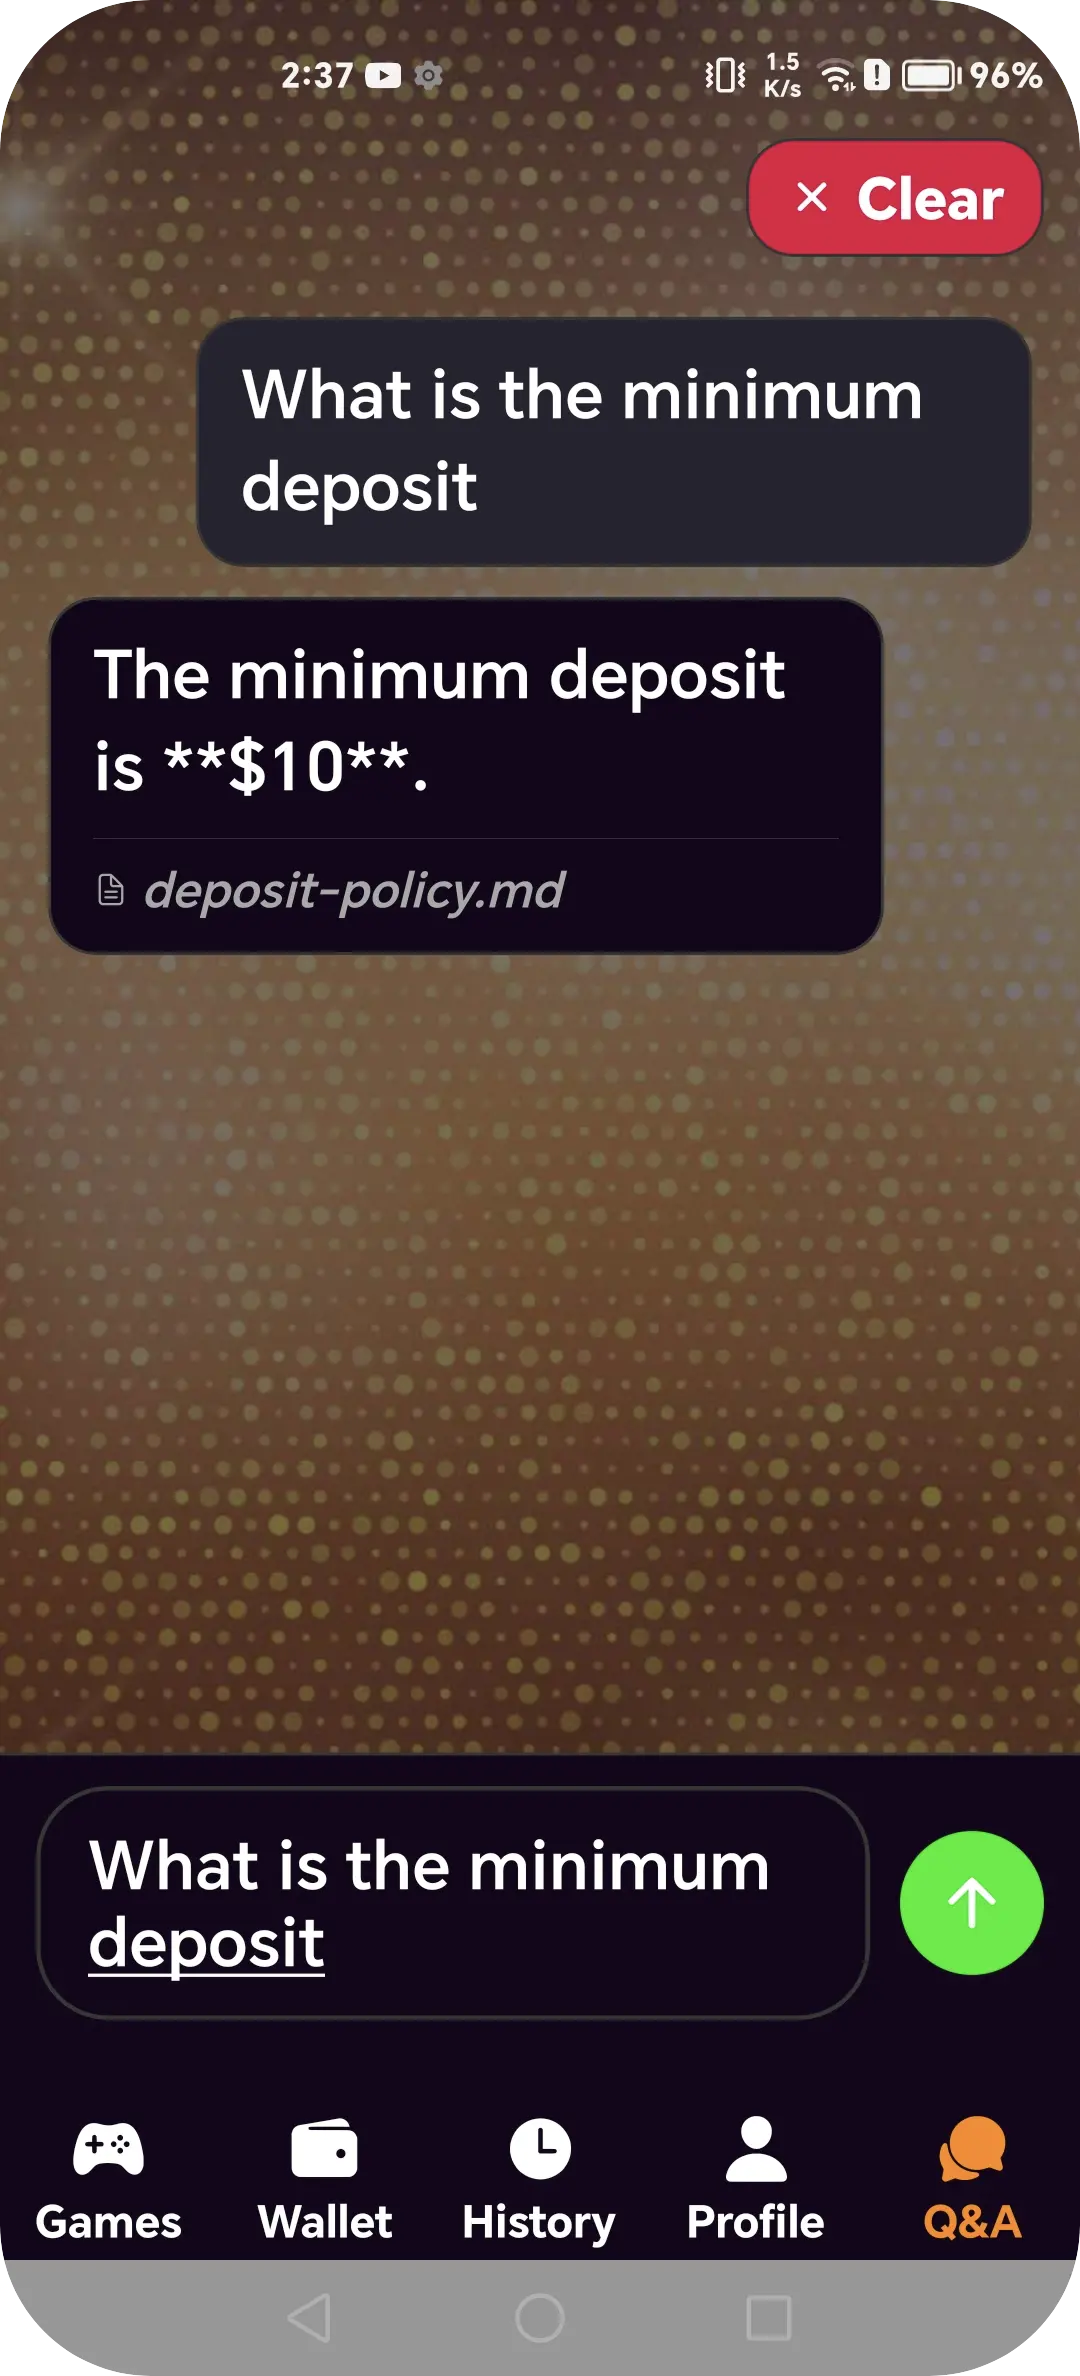 2:37
1.5
K/s
96%
Clear
What is the minimum
deposit
The minimum deposit
is **$10**.
deposit-policy.md
What is the minimum
deposit
Games
Wallet
History
Profile
Q&A